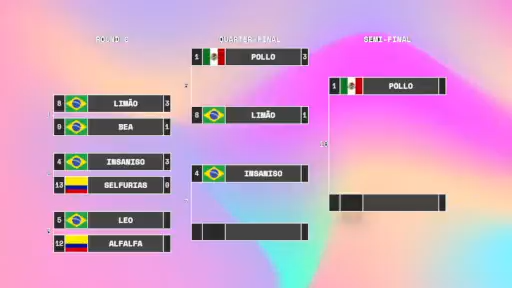 QUARTER-FINAL
SEMI-FINAL
1 POLLO 3
1 POLLO
8 LIMÃO 3
LIMÃO 1
9 BEA 1
4 INSANISO 3
4 INSANISO
13 SELFURIAS 0
5 LEO
12 ALFALFA